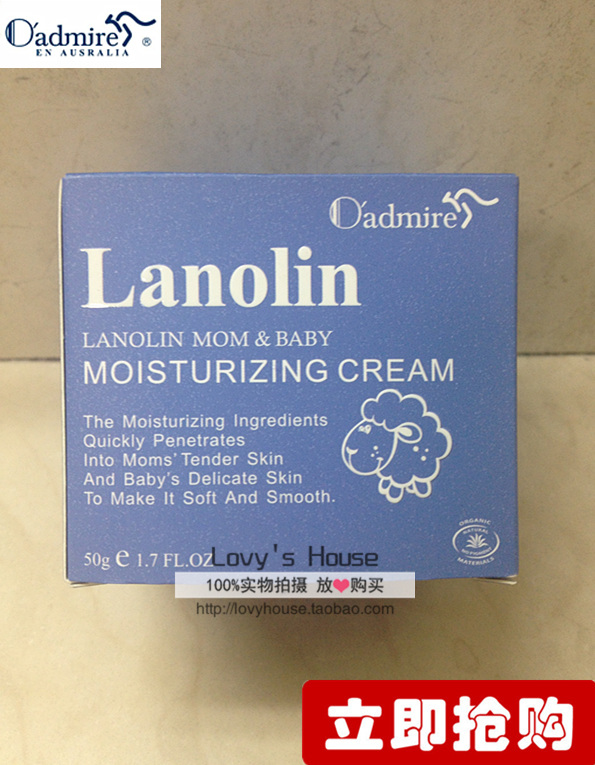 O'admire ®
EN AUSRALIA
O'admire
Lanolin
LANOLIN MOM & BABY
MOISTURIZING CREAM
The Moisturizing Ingredients
Quickly Penetrates
Into Moms' Tender Skin
And Baby's Delicate Skin
To Make It Soft And Smooth.
ORGANIC
NATURAL
MATERIALS
50g e 1.7 FL.OZ
Lovy's House
100%实物拍摄 放❤购买
http://lovyhouse.taobao.com
立即抢购